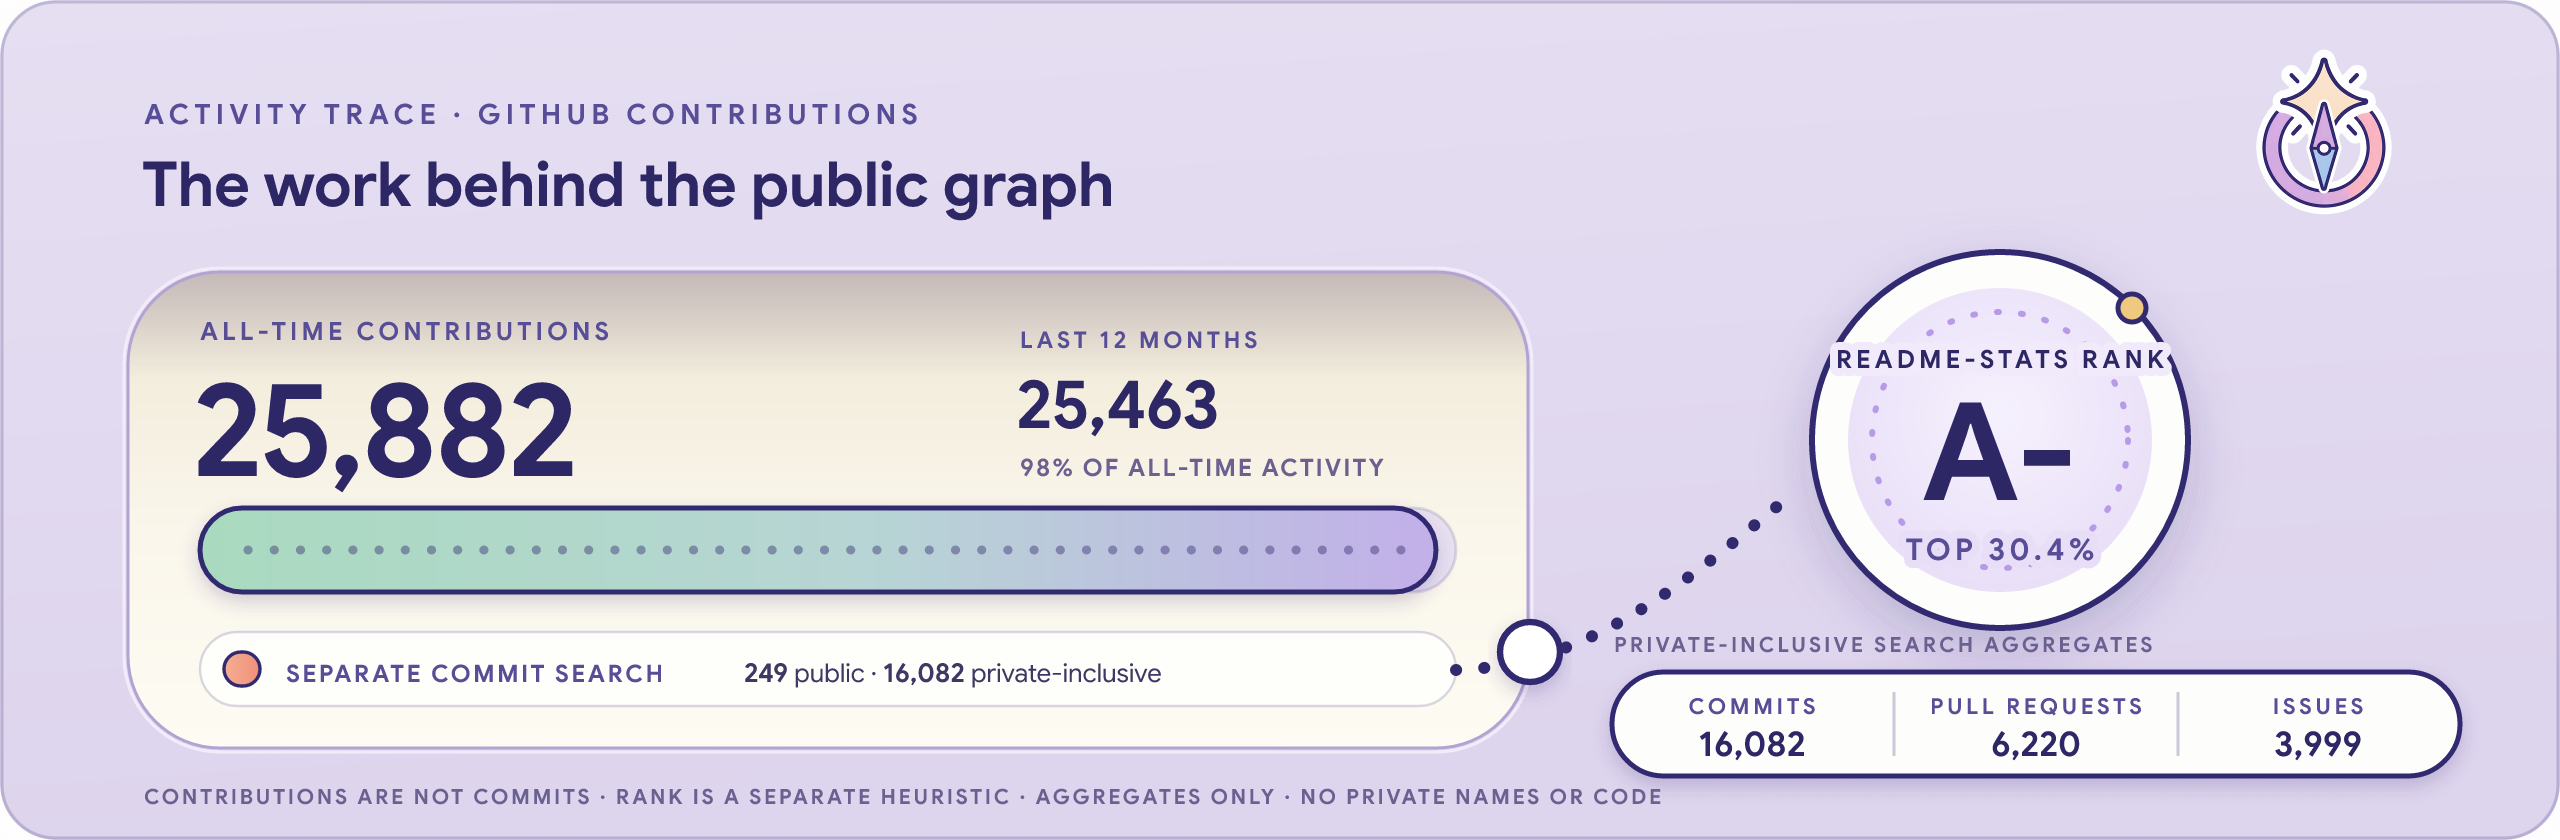 ACTIVITY TRACE · GITHUB CONTRIBUTIONS
The work behind the public graph
ALL-TIME CONTRIBUTIONS
25,882
LAST 12 MONTHS
25,463
98% OF ALL-TIME ACTIVITY
SEPARATE COMMIT SEARCH
249 public · 16,082 private-inclusive
README-STATS RANK
A-
TOP 30.4%
PRIVATE-INCLUSIVE SEARCH AGGREGATES
COMMITS
16,082
PULL REQUESTS
6,220
ISSUES
3,999
CONTRIBUTIONS ARE NOT COMMITS · RANK IS A SEPARATE HEURISTIC · AGGREGATES ONLY · NO PRIVATE NAMES OR CODE